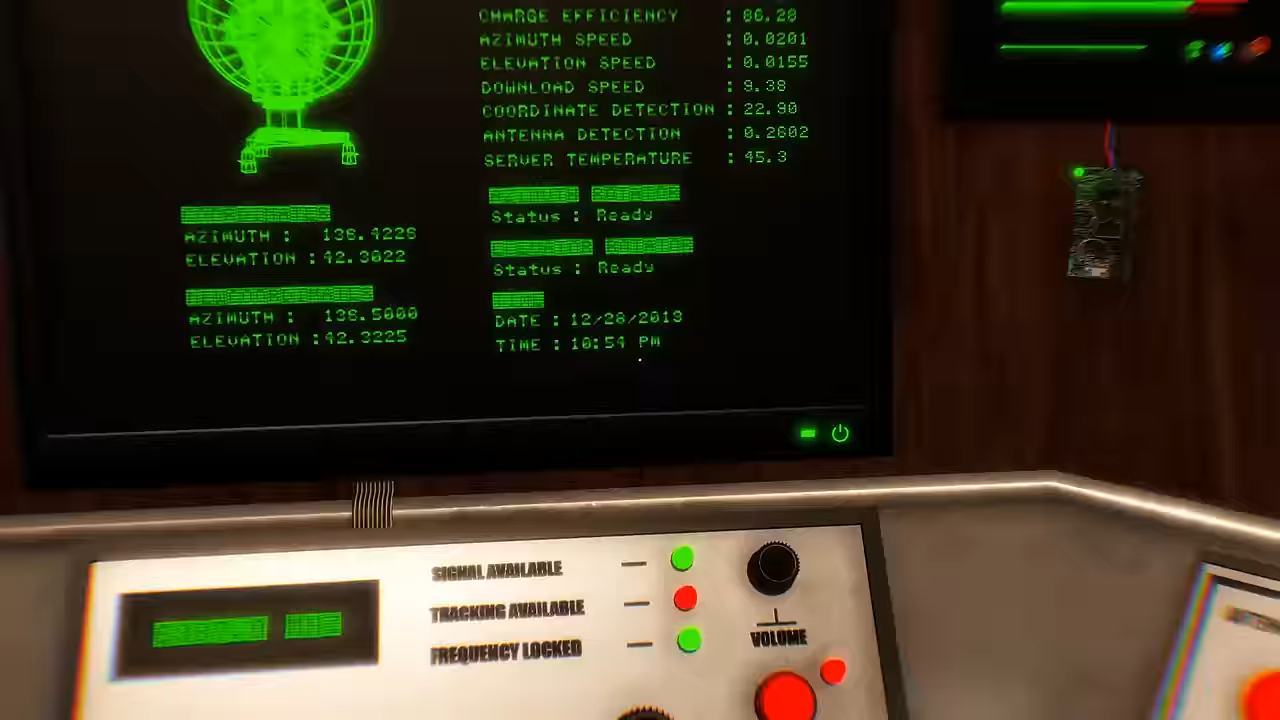 CHARGE EFFICIENCY : 86.20
AZIMUTH SPEED : 0.0201
ELEVATION SPEED : 0.0155
DOWNLOAD SPEED : 9.38
COORDINATE DETECTION : 22.90
ANTENNA DETECTION : 0.2602
SERVER TEMPERATURE : 45.3
Status : Ready
Status : Ready
DATE : 12/28/2019
TIME : 10:54 PM
AZIMUTH : 136.4228
ELEVATION : 42.3022
AZIMUTH : 136.5000
ELEVATION : 42.3225
SIGNAL AVAILABLE
TRACKING AVAILABLE
FREQUENCY LOCKED
VOLUME